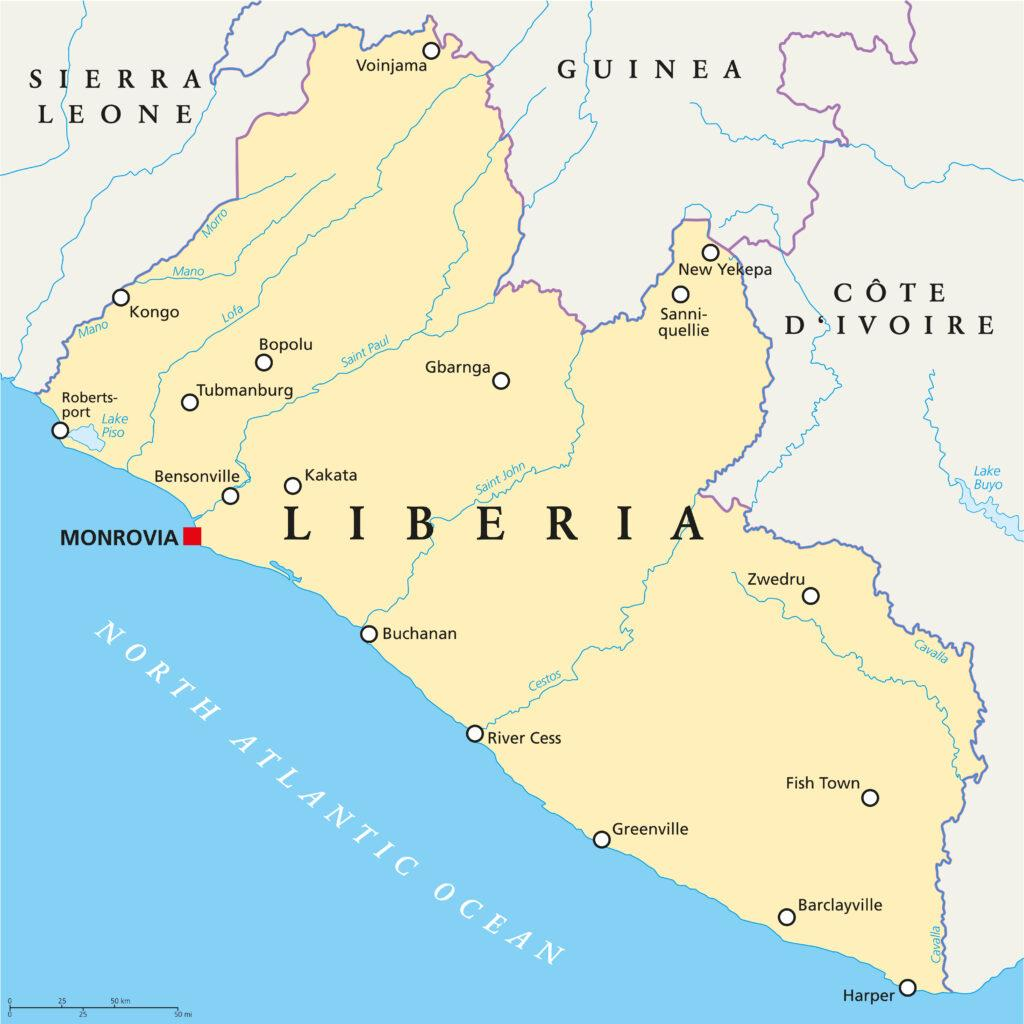 SIERRA
LEONE
GUINEA
Voinjama
Morro
Mano
Kongo
Mano
Lofa
New Yekepa
Sanni-
quellie
CÔTE
D'IVOIRE
Bopolu
Saint Paul
Gbarnga
Tubmanburg
Roberts-
port
Lake
Piso
Bensonville
Kakata
Saint John
Lake
Buyo
MONROVIA
LIBERIA
Zwedru
Buchanan
Cavalla
Cestos
River Cess
NORTH ATLANTIC OCEAN
Fish Town
Greenville
Barclayville
Cavalla
Harper
0 25 50 km
0 25 50 mi